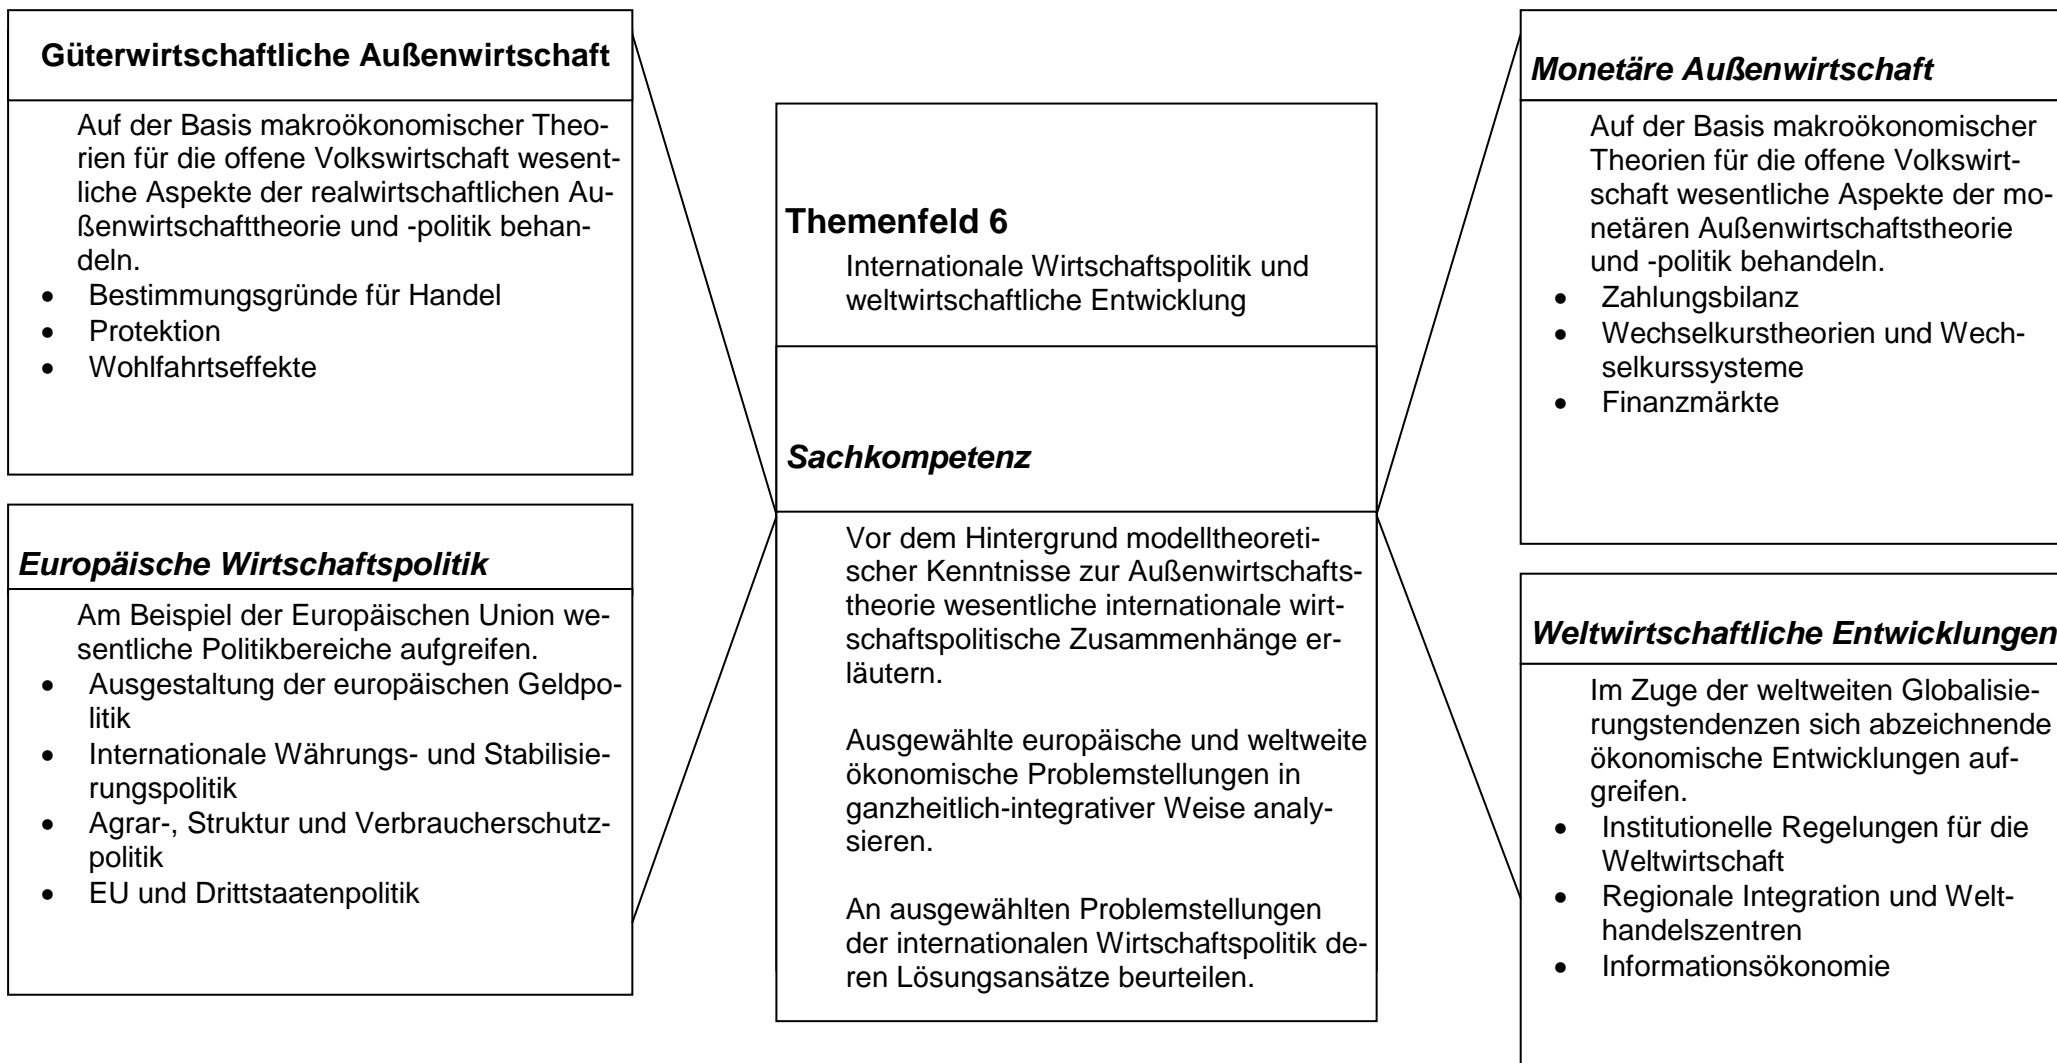 Güterwirtschaftliche Außenwirtschaft
Auf der Basis makroökonomischer Theo-
rien für die offene Volkswirtschaft wesent-
liche Aspekte der realwirtschaftlichen Au-
ßenwirtschafttheorie und -politik behan-
deln.
• Bestimmungsgründe für Handel
• Protektion
• Wohlfahrtseffekte
Europäische Wirtschaftspolitik
Am Beispiel der Europäischen Union we-
sentliche Politikbereiche aufgreifen.
• Ausgestaltung der europäischen Geldpo-
litik
• Internationale Währungs- und Stabilisie-
rungspolitik
• Agrar-, Struktur und Verbraucherschutz-
politik
• EU und Drittstaatenpolitik
Themenfeld 6
Internationale Wirtschaftspolitik und
weltwirtschaftliche Entwicklung
Sachkompetenz
Vor dem Hintergrund modelltheoreti-
scher Kenntnisse zur Außenwirtschafts-
theorie wesentliche internationale wirt-
schaftspolitische Zusammenhänge er-
läutern.
Ausgewählte europäische und weltweite
ökonomische Problemstellungen in
ganzheitlich-integrativer Weise analy-
sieren.
An ausgewählten Problemstellungen
der internationalen Wirtschaftspolitik de-
ren Lösungsansätze beurteilen.
Monetäre Außenwirtschaft
Auf der Basis makroökonomischer
Theorien für die offene Volkswirt-
schaft wesentliche Aspekte der mo-
netären Außenwirtschaftstheorie
und -politik behandeln.
• Zahlungsbilanz
• Wechselkurstheorien und Wech-
selkurssysteme
• Finanzmärkte
Weltwirtschaftliche Entwicklungen
Im Zuge der weltweiten Globalisie-
rungstendenzen sich abzeichnende
ökonomische Entwicklungen auf-
greifen.
• Institutionelle Regelungen für die
Weltwirtschaft
• Regionale Integration und Welt-
handelszentren
• Informationsökonomie